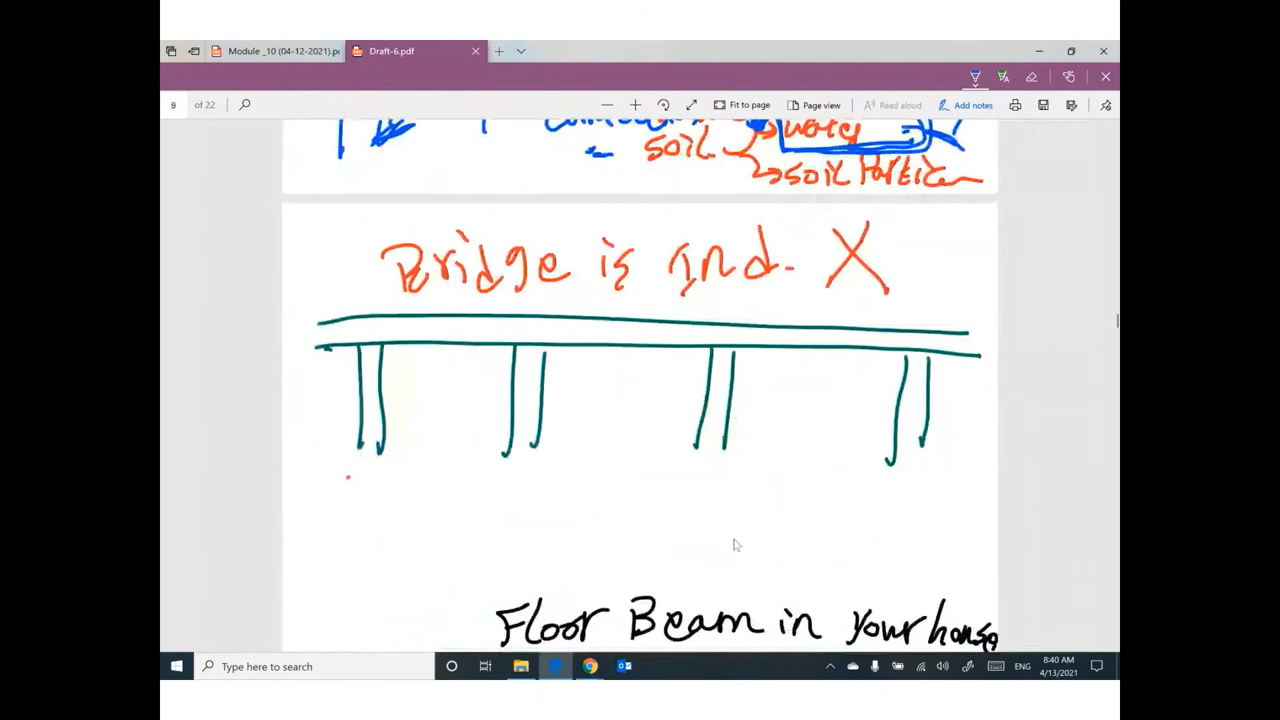 Module _10 (04-12-2021).p
Draft-6.pdf
9 of 22
Fit to page
Page view
Read aloud
Add notes
water
soil
soil Particle
Bridge is ind. X
Floor Beam in your house
Type here to search
ENG
8:40 AM
4/13/2021